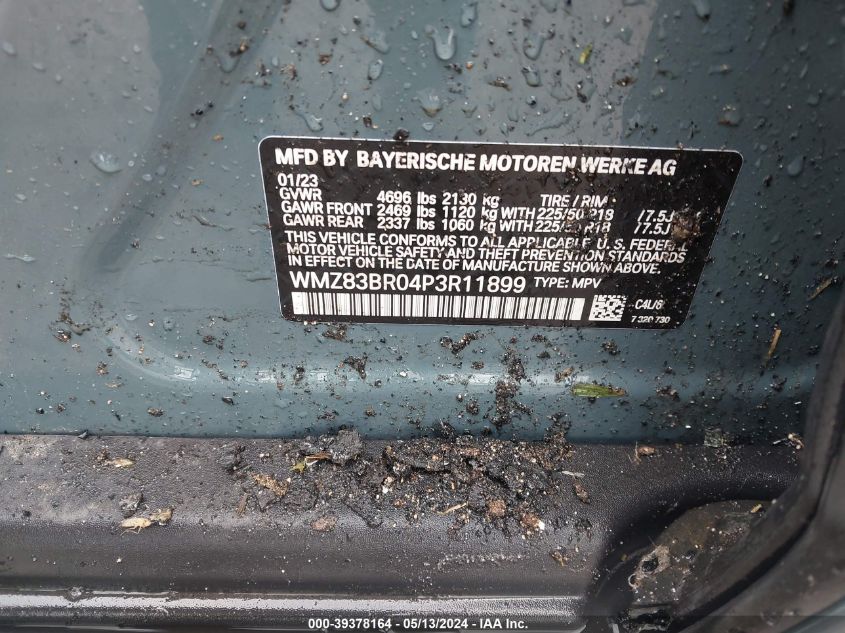 MFD BY BAYERISCHE MOTOREN WERKE AG
01/23
GVWR 4696 lbs 2130 kg TIRE / RIM
GAWR FRONT 2469 lbs 1120 kg WITH 225/50 R18 /7.5J
GAWR REAR 2337 lbs 1060 kg WITH 225/ R18 /7.5J
THIS VEHICLE CONFORMS TO ALL APPLICABLE U. S. FEDERAL
MOTOR VEHICLE SAFETY AND THEFT PREVENTION STANDARDS
IN EFFECT ON THE DATE OF MANUFACTURE SHOWN ABOVE.
WMZ83BR04P3R11899 TYPE: MPV
C4U/6
7 320 730
000-39378164 - 05/13/2024 - IAA Inc.